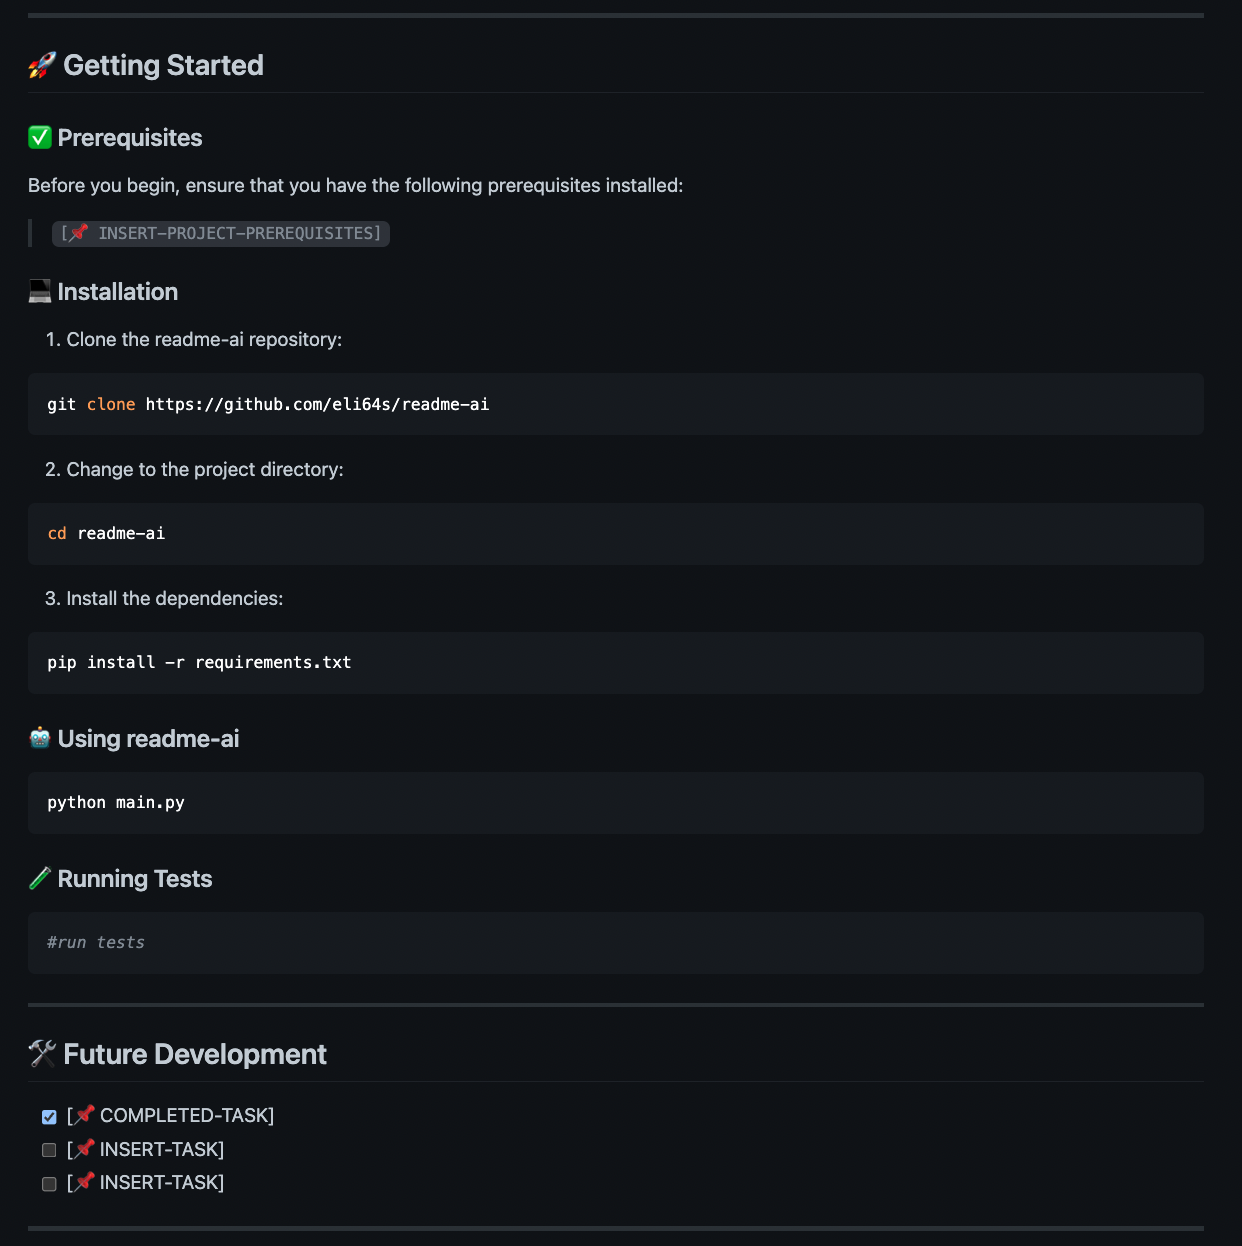 🚀 Getting Started
✅ Prerequisites
Before you begin, ensure that you have the following prerequisites installed:
[📌 INSERT-PROJECT-PREREQUISITES]
💻 Installation
1. Clone the readme-ai repository:
git clone https://github.com/eli64s/readme-ai
2. Change to the project directory:
cd readme-ai
3. Install the dependencies:
pip install -r requirements.txt
🤖 Using readme-ai
python main.py
🧪 Running Tests
#run tests
🛠 Future Development
[📌 COMPLETED-TASK]
[📌 INSERT-TASK]
[📌 INSERT-TASK]